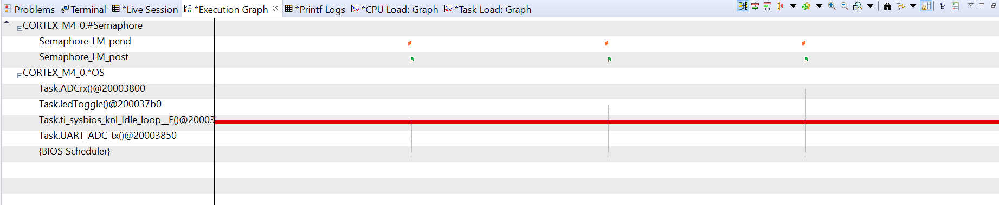 Problems Terminal *Live Session *Execution Graph *Printf Logs *CPU Load: Graph *Task Load: Graph
CORTEX_M4_0.#Semaphore
Semaphore_LM_pend
Semaphore_LM_post
CORTEX_M4_0.*OS
Task.ADCrx()@20003800
Task.ledToggle()@200037b0
Task.ti_sysbios_knl_Idle_loop__E()@20003
Task.UART_ADC_tx()@20003850
{BIOS Scheduler}